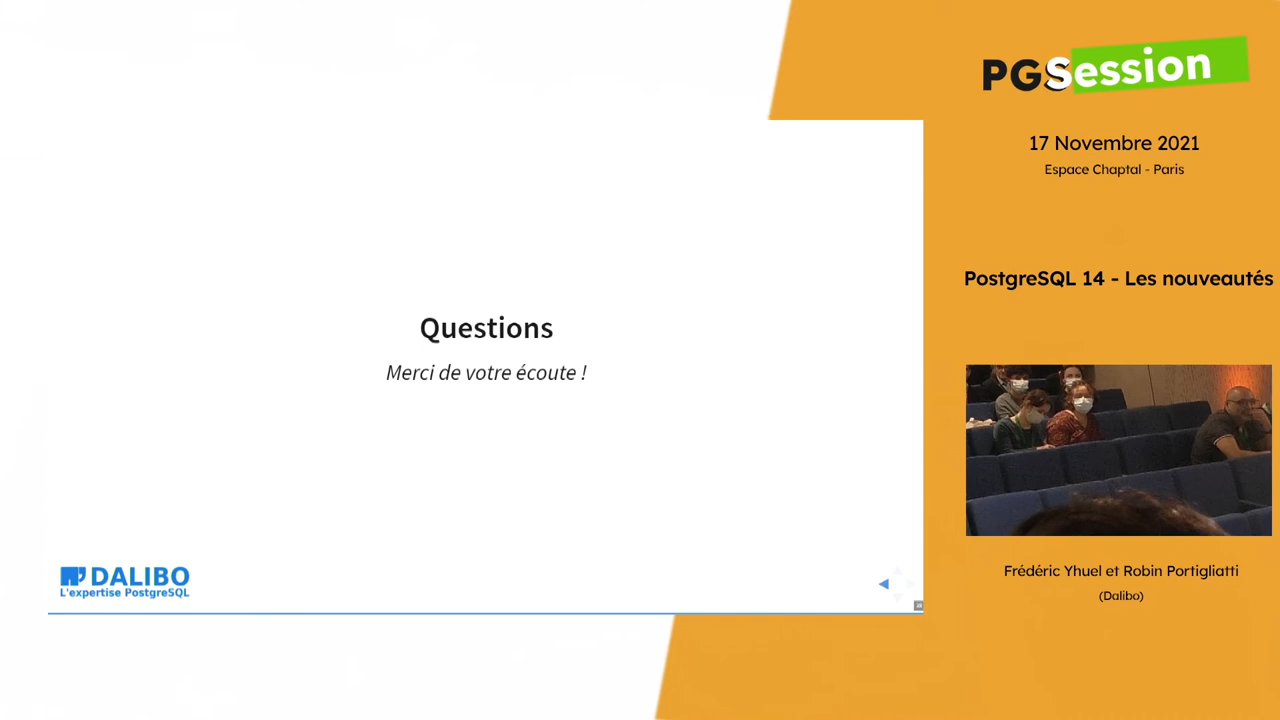 PGSession
17 Novembre 2021
Espace Chaptal - Paris
PostgreSQL 14 - Les nouveautés
Questions
Merci de votre écoute !
DALIBO
L'expertise PostgreSQL
Frédéric Yhuel et Robin Portigliatti
(Dalibo)